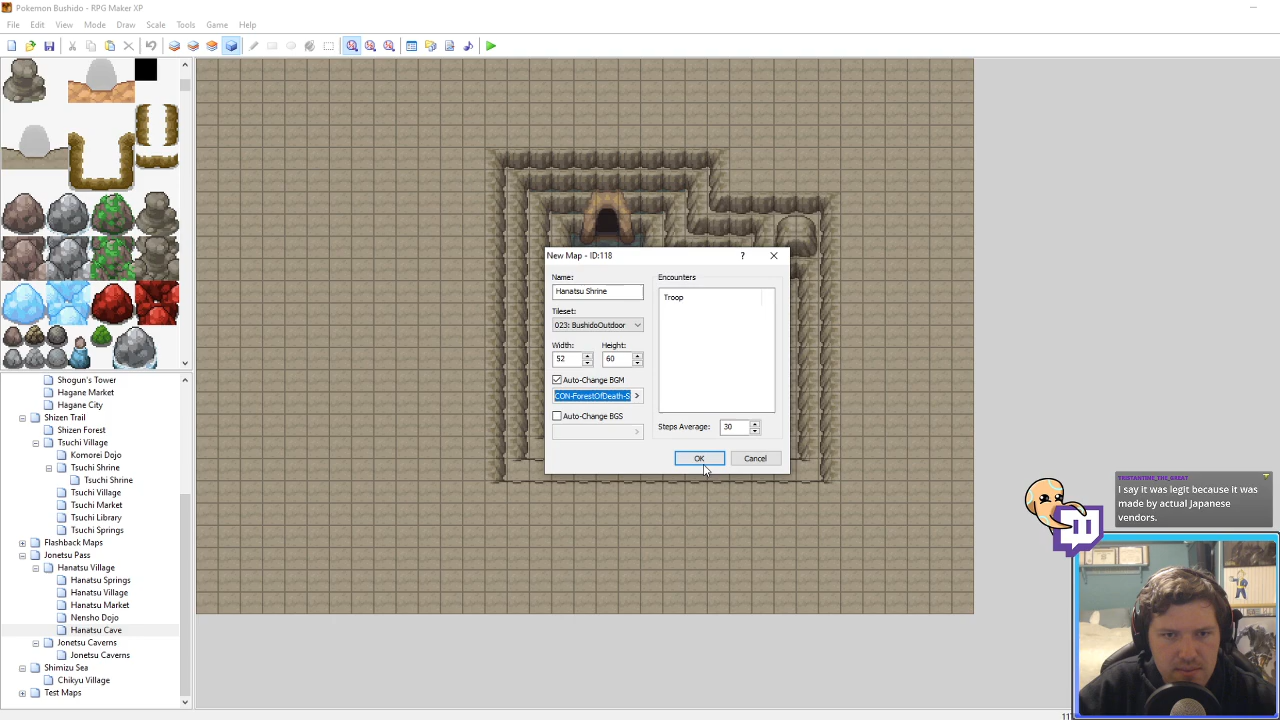 Pokemon Bushido - RPG Maker XP
File Edit View Mode Draw Scale Tools Game Help
New Map - ID:118
?
Name:
Hanatsu Shrine
Tileset:
023: BushidoOutdoor
Width:
Height:
52
60
Auto-Change BGM
CON-ForestOfDeath-S
Auto-Change BGS
Encounters
Troop
Steps Average:
30
OK
Cancel
Shogun's Tower
Hagane Market
Hagane City
Shizen Trail
Shizen Forest
Tsuchi Village
Komorei Dojo
Tsuchi Shrine
Tsuchi Shrine
Tsuchi Village
Tsuchi Market
Tsuchi Library
Tsuchi Springs
Flashback Maps
Jonetsu Pass
Hanatsu Village
Hanatsu Springs
Hanatsu Village
Hanatsu Market
Nensho Dojo
Hanatsu Cave
Jonetsu Caverns
Jonetsu Caverns
Shimizu Sea
Chikyu Village
Test Maps
I say it was legit because it was
made by actual Japanese
vendors.